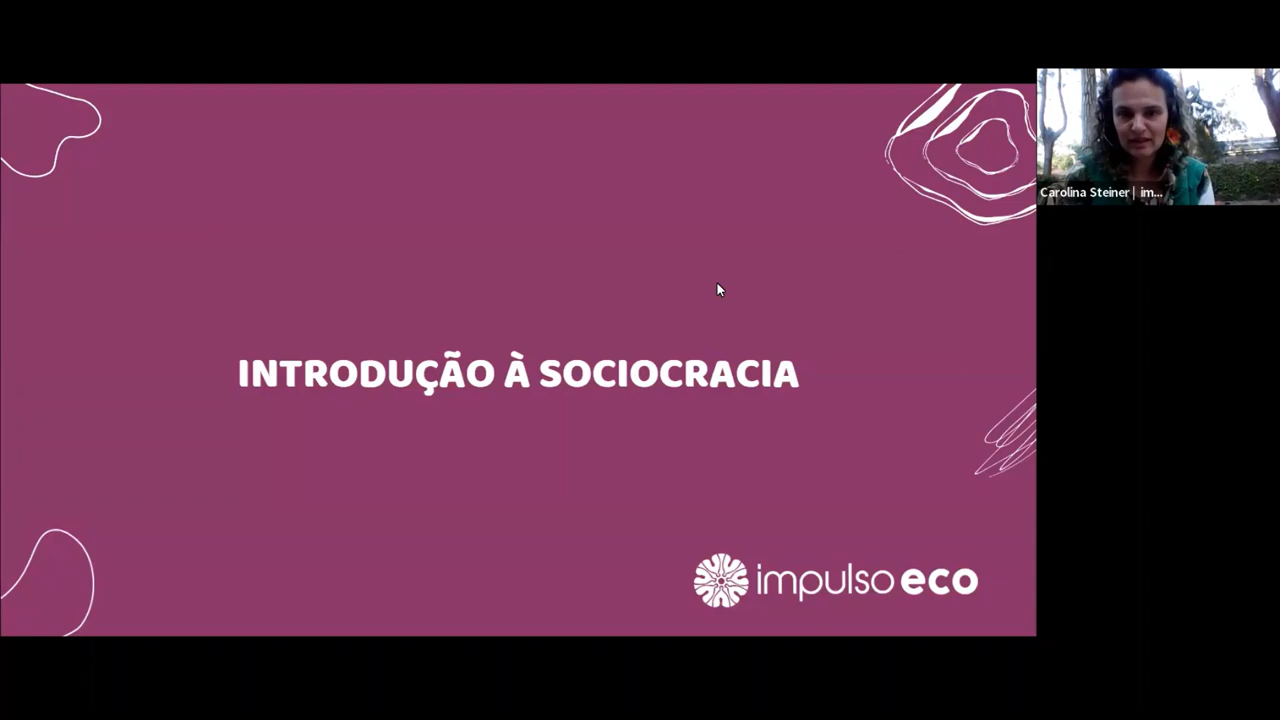 INTRODUÇÃO À SOCIOCRACIA
Carolina Steiner | im...
impulso eco